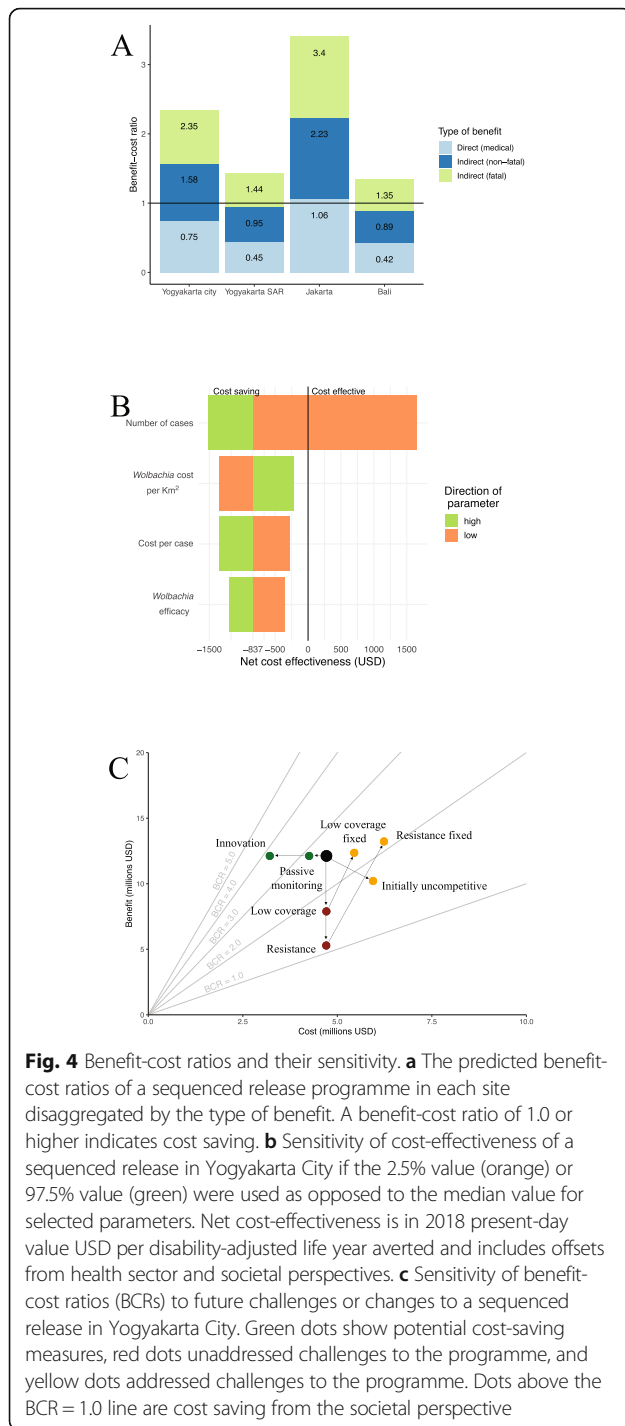 A
3
2
1
0
Benefit−cost ratio
2.35
1.58
0.75
1.44
0.95
0.45
3.4
2.23
1.06
1.35
0.89
0.42
Yogyakarta city
Yogyakarta SAR
Jakarta
Bali
Type of benefit
Direct (medical)
Indirect (non−fatal)
Indirect (fatal)
B
Cost saving
Cost effective
Number of cases
Wolbachia cost
per Km²
Cost per case
Wolbachia
efficacy
−1500
−837
−500
0
500
1000
1500
Net cost effectiveness (USD)
Direction of
parameter
high
low
C
20
15
10
5
0
Benefit (millions USD)
BCR = 5.0
BCR = 4.0
BCR = 3.0
BCR = 2.0
BCR = 1.0
Innovation
Passive
monitoring
Low coverage
fixed
Resistance fixed
Initially uncompetitive
Low coverage
Resistance
0.0
2.5
5.0
7.5
10.0
Cost (millions USD)
Fig. 4 Benefit-cost ratios and their sensitivity. a The predicted benefit-
cost ratios of a sequenced release programme in each site
disaggregated by the type of benefit. A benefit-cost ratio of 1.0 or
higher indicates cost saving. b Sensitivity of cost-effectiveness of a
sequenced release in Yogyakarta City if the 2.5% value (orange) or
97.5% value (green) were used as opposed to the median value for
selected parameters. Net cost-effectiveness is in 2018 present-day
value USD per disability-adjusted life year averted and includes offsets
from health sector and societal perspectives. c Sensitivity of benefit-
cost ratios (BCRs) to future challenges or changes to a sequenced
release in Yogyakarta City. Green dots show potential cost-saving
measures, red dots unaddressed challenges to the programme, and
yellow dots addressed challenges to the programme. Dots above the
BCR = 1.0 line are cost saving from the societal perspective